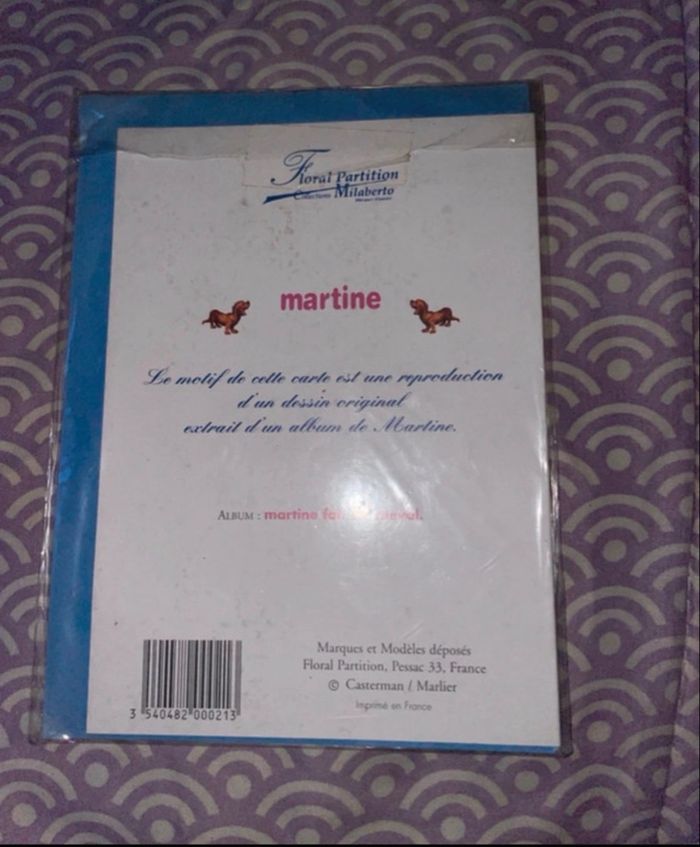 Floral Partition
Collections Milaberto
martine
Le motif de cette carte est une reproduction
d'un dessin original
extrait d'un album de Martine.
ALBUM : martine
Marques et Modèles déposés
Floral Partition, Pessac 33, France
© Casterman / Marlier
Imprimé en France
3 540482 000213